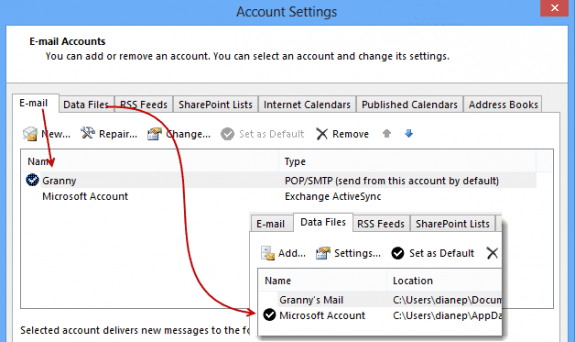 Account Settings
E-mail Accounts
You can add or remove an account. You can select an account and change its settings.
E-mail Data Files RSS Feeds SharePoint Lists Internet Calendars Published Calendars Address Books
New... Repair... Change... Set as Default Remove
Name Type
Granny POP/SMTP (send from this account by default)
Microsoft Account Exchange ActiveSync
E-mail Data Files RSS Feeds SharePoint Lists
Add... Settings... Set as Default
Name Location
Granny's Mail C:\Users\dianep\Docum
Microsoft Account C:\Users\dianep\AppDa
Selected account delivers new messages to the fo